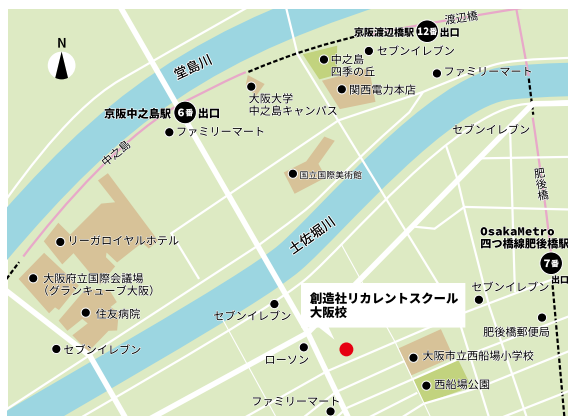 渡辺橋
京阪渡辺橋駅 12番 出口
N
セブンイレブン
堂島川
中之島
四季の丘
ファミリーマート
関西電力本店
大阪大学
中之島キャンパス
京阪中之島駅 6番 出口
ファミリーマート
セブンイレブン
中之島
国立国際美術館
肥後橋
土佐堀川
OsakaMetro
四つ橋線肥後橋駅
リーガロイヤルホテル
7番
出口
大阪府立国際会議場
（グランキューブ大阪）
セブンイレブン
創造社リカレントスクール
大阪校
住友病院
セブンイレブン
肥後橋郵便局
セブンイレブン
ローソン
大阪市立西船場小学校
西船場公園
ファミリーマート